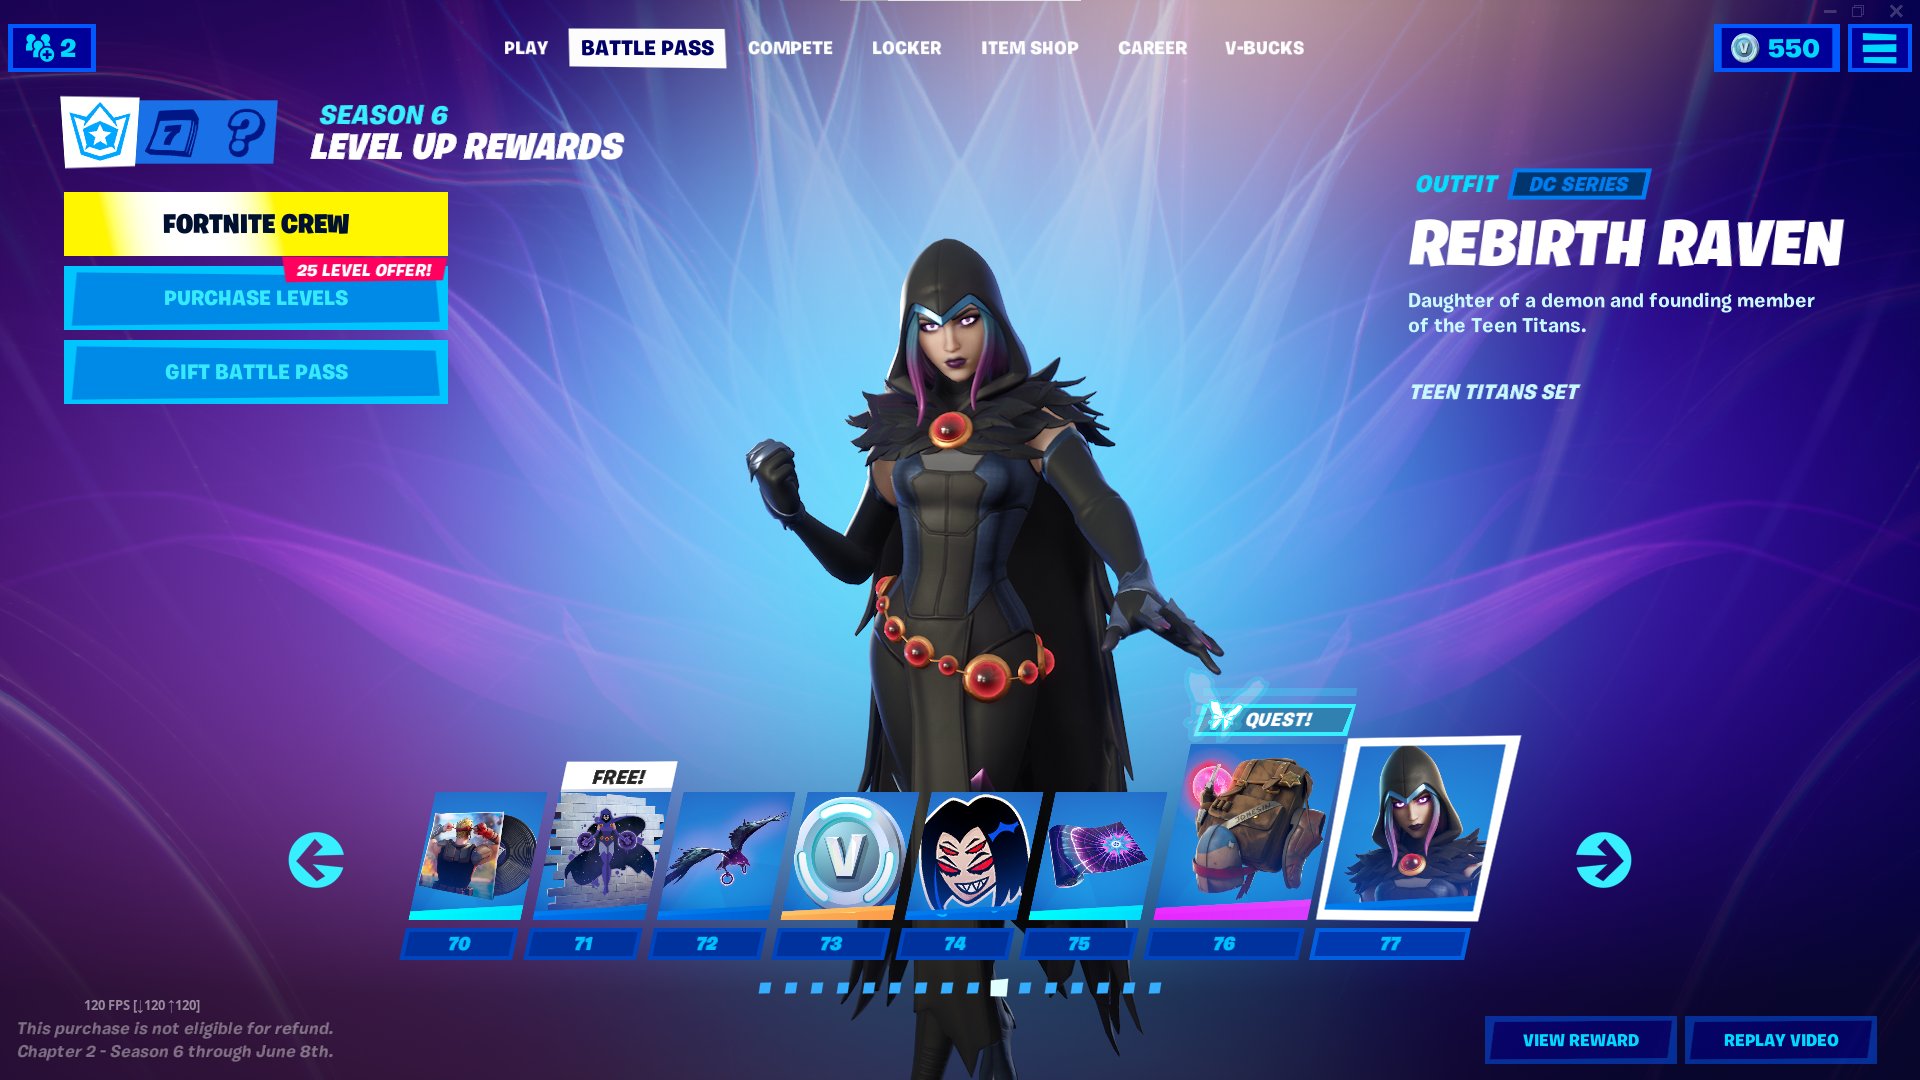 2
PLAY
BATTLE PASS
COMPETE
LOCKER
ITEM SHOP
CAREER
V-BUCKS
V 550
7 ?
SEASON 6
LEVEL UP REWARDS
FORTNITE CREW
25 LEVEL OFFER!
PURCHASE LEVELS
GIFT BATTLE PASS
OUTFIT DC SERIES
REBIRTH RAVEN
Daughter of a demon and founding member
of the Teen Titans.
TEEN TITANS SET
QUEST!
FREE!
V
JONESIN
70
71
72
73
74
75
76
77
120 FPS [↓120 ↑120]
This purchase is not eligible for refund.
Chapter 2 - Season 6 through June 8th.
VIEW REWARD
REPLAY VIDEO